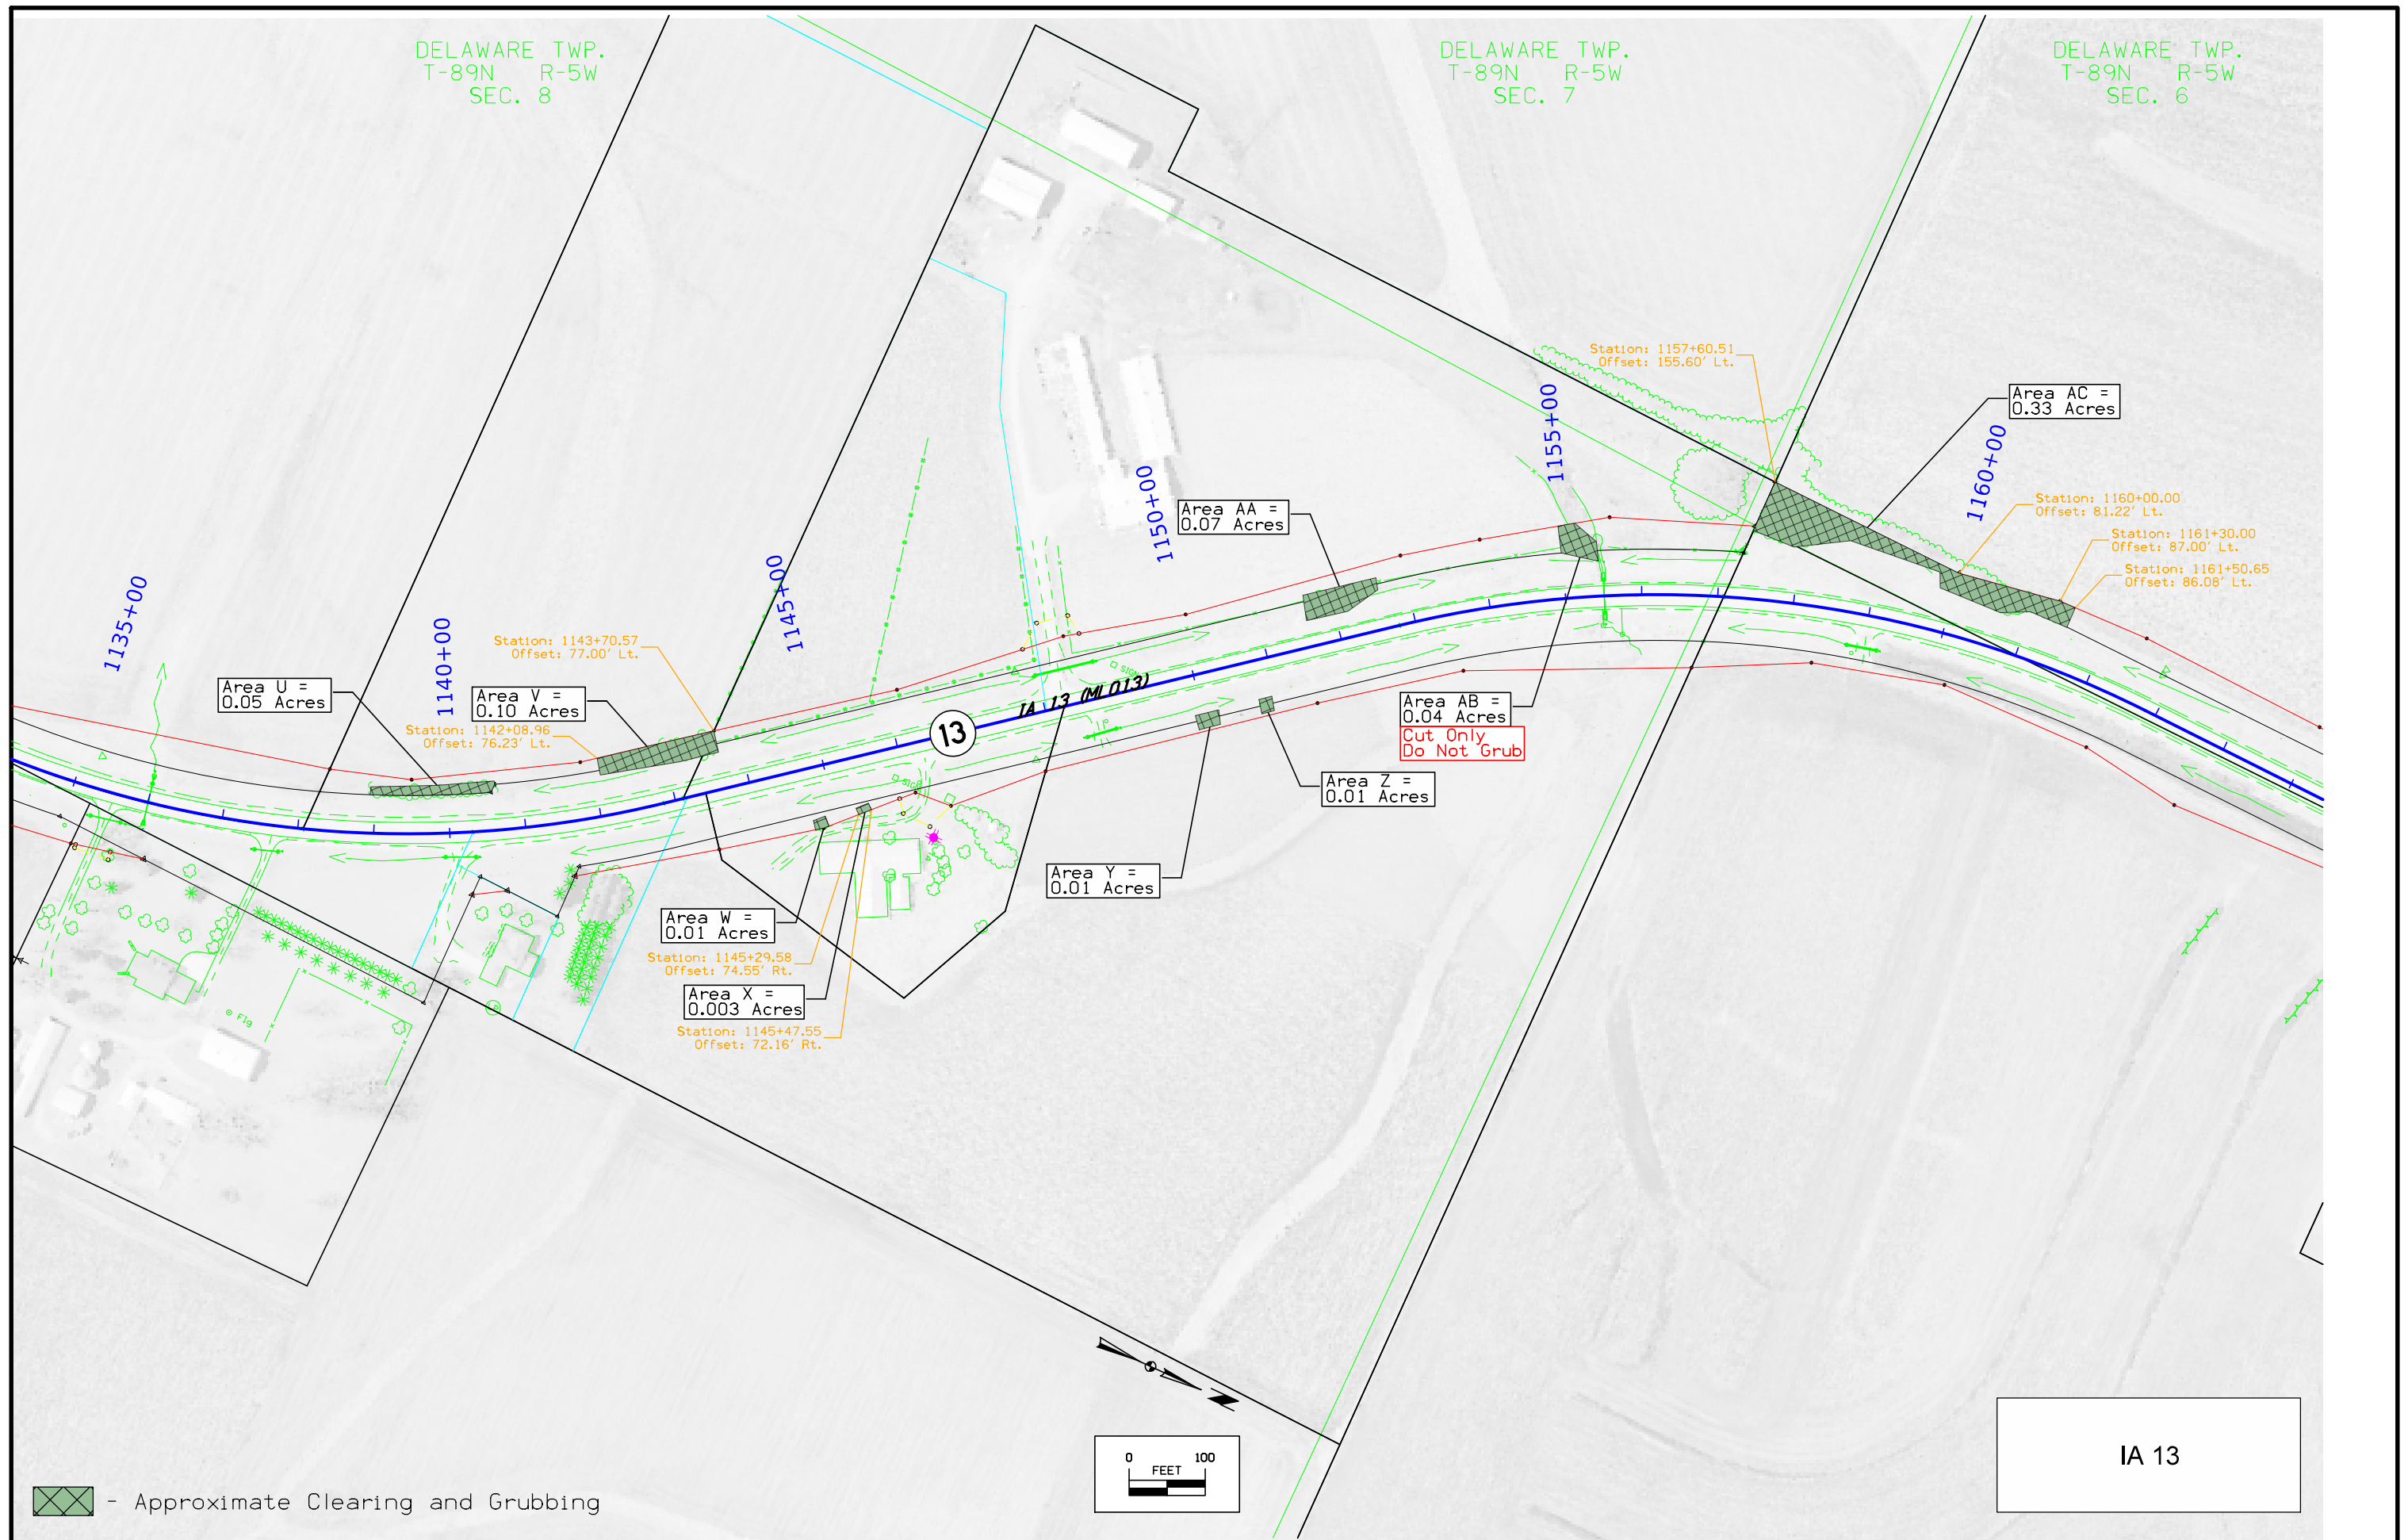 DELAWARE TWP.
T-89N R-5W
SEC. 8
DELAWARE TWP.
T-89N R-5W
SEC. 7
DELAWARE TWP.
T-89N R-5W
SEC. 6
Station: 1157+60.51
Offset: 155.60' Lt.
Area AC =
0.33 Acres
1135+00
1140+00
1145+00
1150+00
1155+00
1160+00
Area AA =
0.07 Acres
Station: 1160+00.00
Offset: 81.22' Lt.
Station: 1161+30.00
Offset: 87.00' Lt.
Station: 1161+50.65
Offset: 86.08' Lt.
Station: 1143+70.57
Offset: 77.00' Lt.
Area U =
0.05 Acres
Area V =
0.10 Acres
Station: 1142+08.96
Offset: 76.23' Lt.
IA 13 (ML013)
13
Area AB =
0.04 Acres
Cut Only
Do Not Grub
Area Z =
0.01 Acres
Area Y =
0.01 Acres
Area W =
0.01 Acres
Station: 1145+29.58
Offset: 74.55' Rt.
Area X =
0.003 Acres
Station: 1145+47.55
Offset: 72.16' Rt.
Flg
0 100
FEET
IA 13
- Approximate Clearing and Grubbing